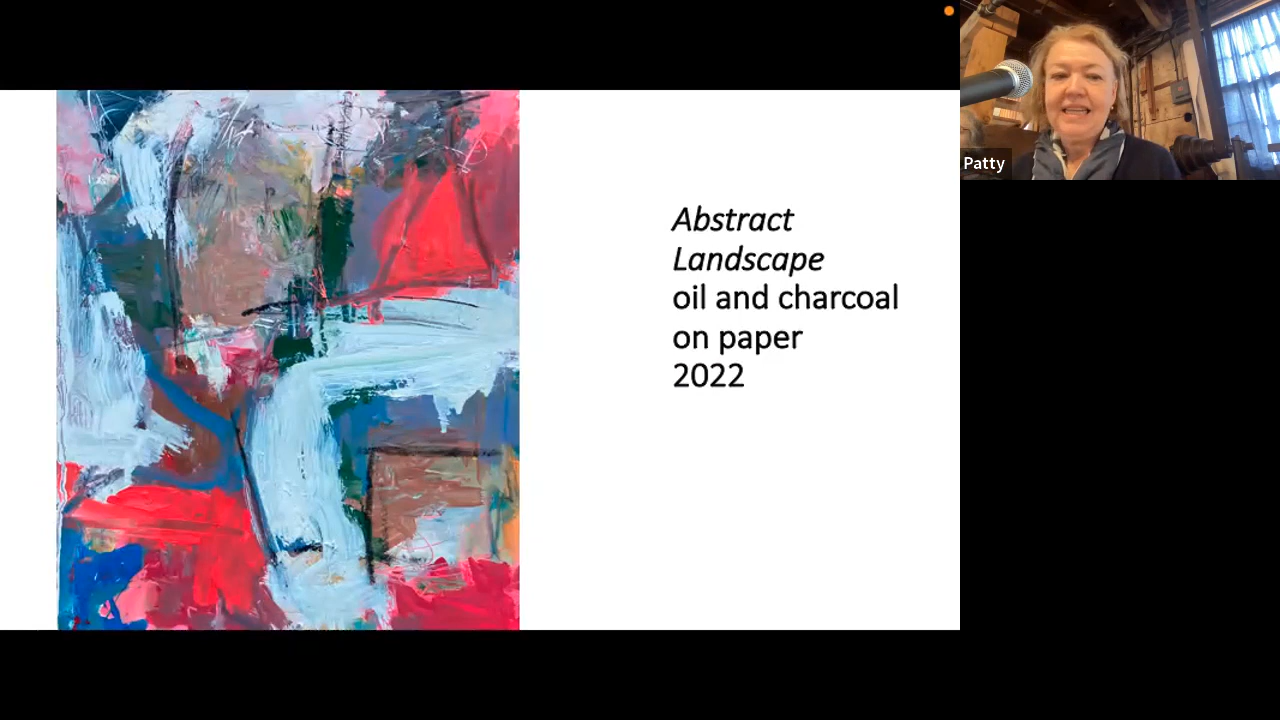 Abstract
Landscape
oil and charcoal
on paper
2022
Patty